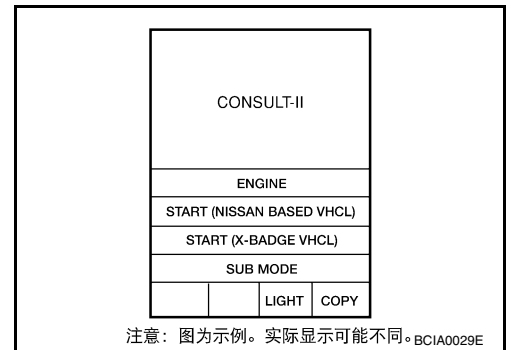 CONSULT-II
ENGINE
START (NISSAN BASED VHCL)
START (X-BADGE VHCL)
SUB MODE
LIGHT COPY
注意：图为示例。实际显示可能不同。BCIA0029E